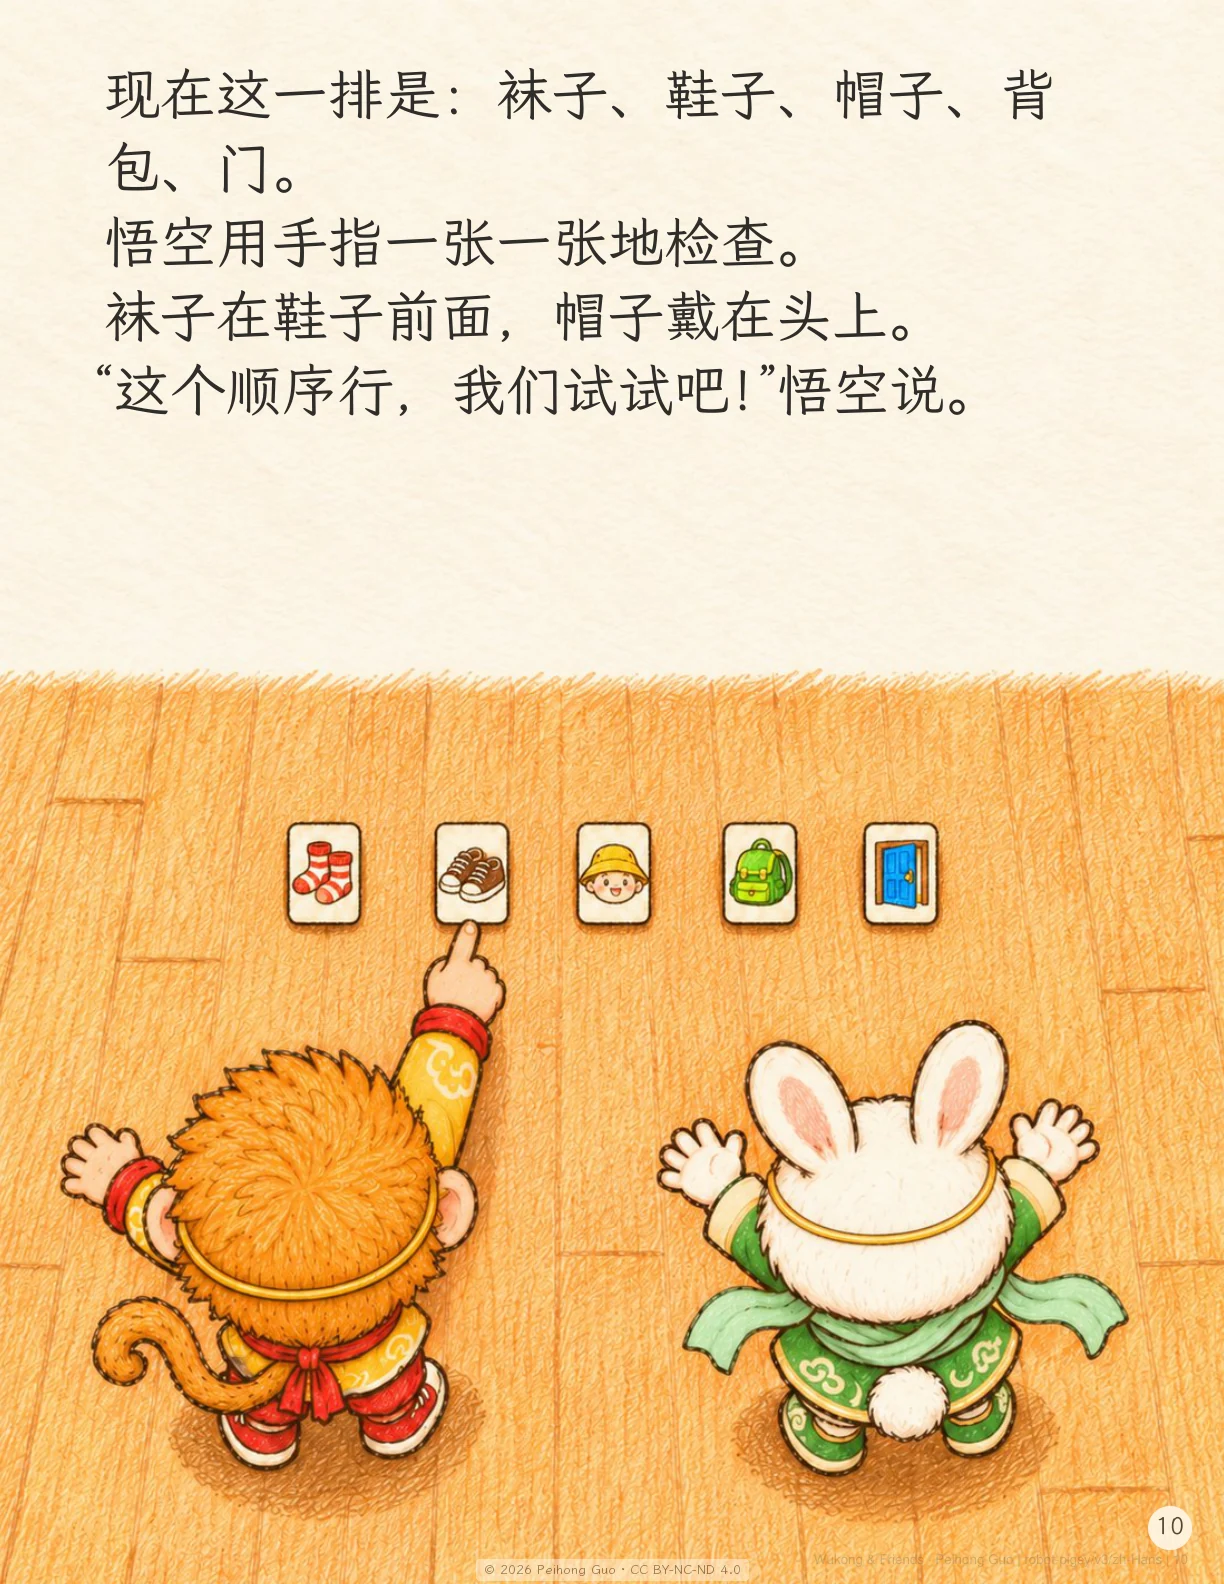 现在这一排是：袜子、鞋子、帽子、背
包、门。
悟空用手指一张一张地检查。
袜子在鞋子前面，帽子戴在头上。
“这个顺序行，我们试试吧！”悟空说。
10
© 2026 Peihong Guo · CC BY-NC-ND 4.0